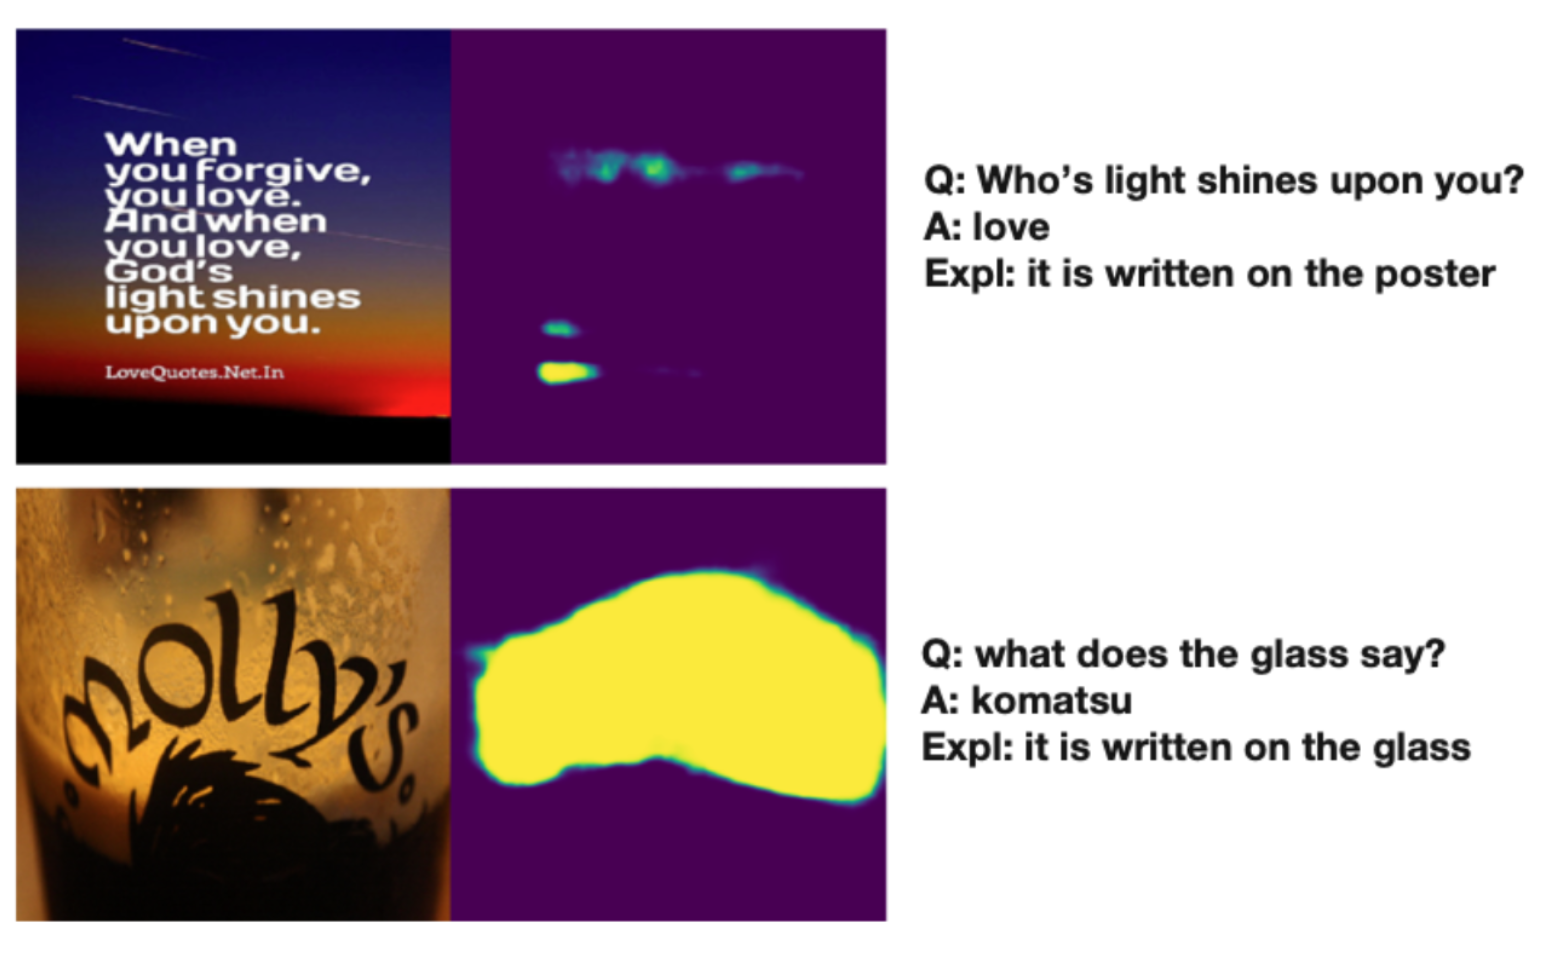 When
you forgive,
you love.
And when
you love,
God's
light shines
upon you.
LoveQuotes.Net.In
Q: Who's light shines upon you?
A: love
Expl: it is written on the poster
Molly's
Q: what does the glass say?
A: komatsu
Expl: it is written on the glass